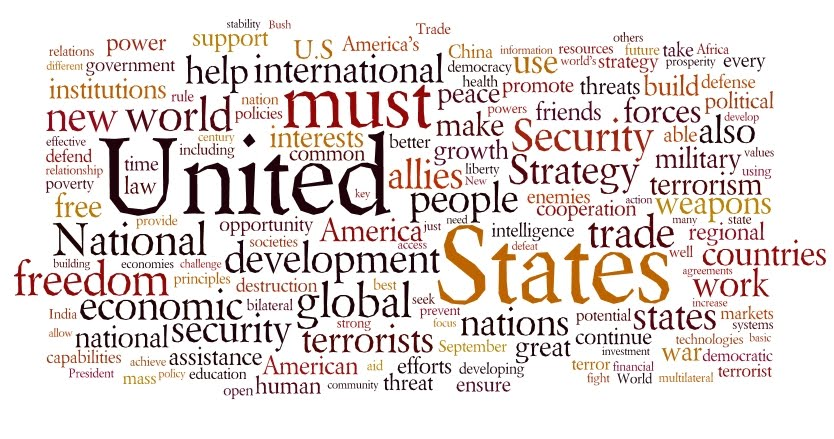 stability Bush Trade
relations power support U.S America's China information resources others future take Africa
different government help international democracy use world's strategy prosperity every
institutions rule nation must peace health promote threats build defense
new world policies powers friends forces political develop
effective century interests better make Security able also
defend including common growth military values
relationship time allies liberty Strategy using
poverty law United key New people enemies action terrorism
free provide cooperation weapons
National opportunity America just need intelligence trade many state regional
societies access defeat
building economies challenge development States well countries
freedom principles destruction best agreements work
economic bilateral global seek prevent increase
India national security strong focus nations potential states markets
allow terrorists September great continue technologies systems basic
capabilities achieve assistance American aid efforts developing investment war democratic
President mass policy education human community threat ensure terror financial terrorist
open fight World multilateral